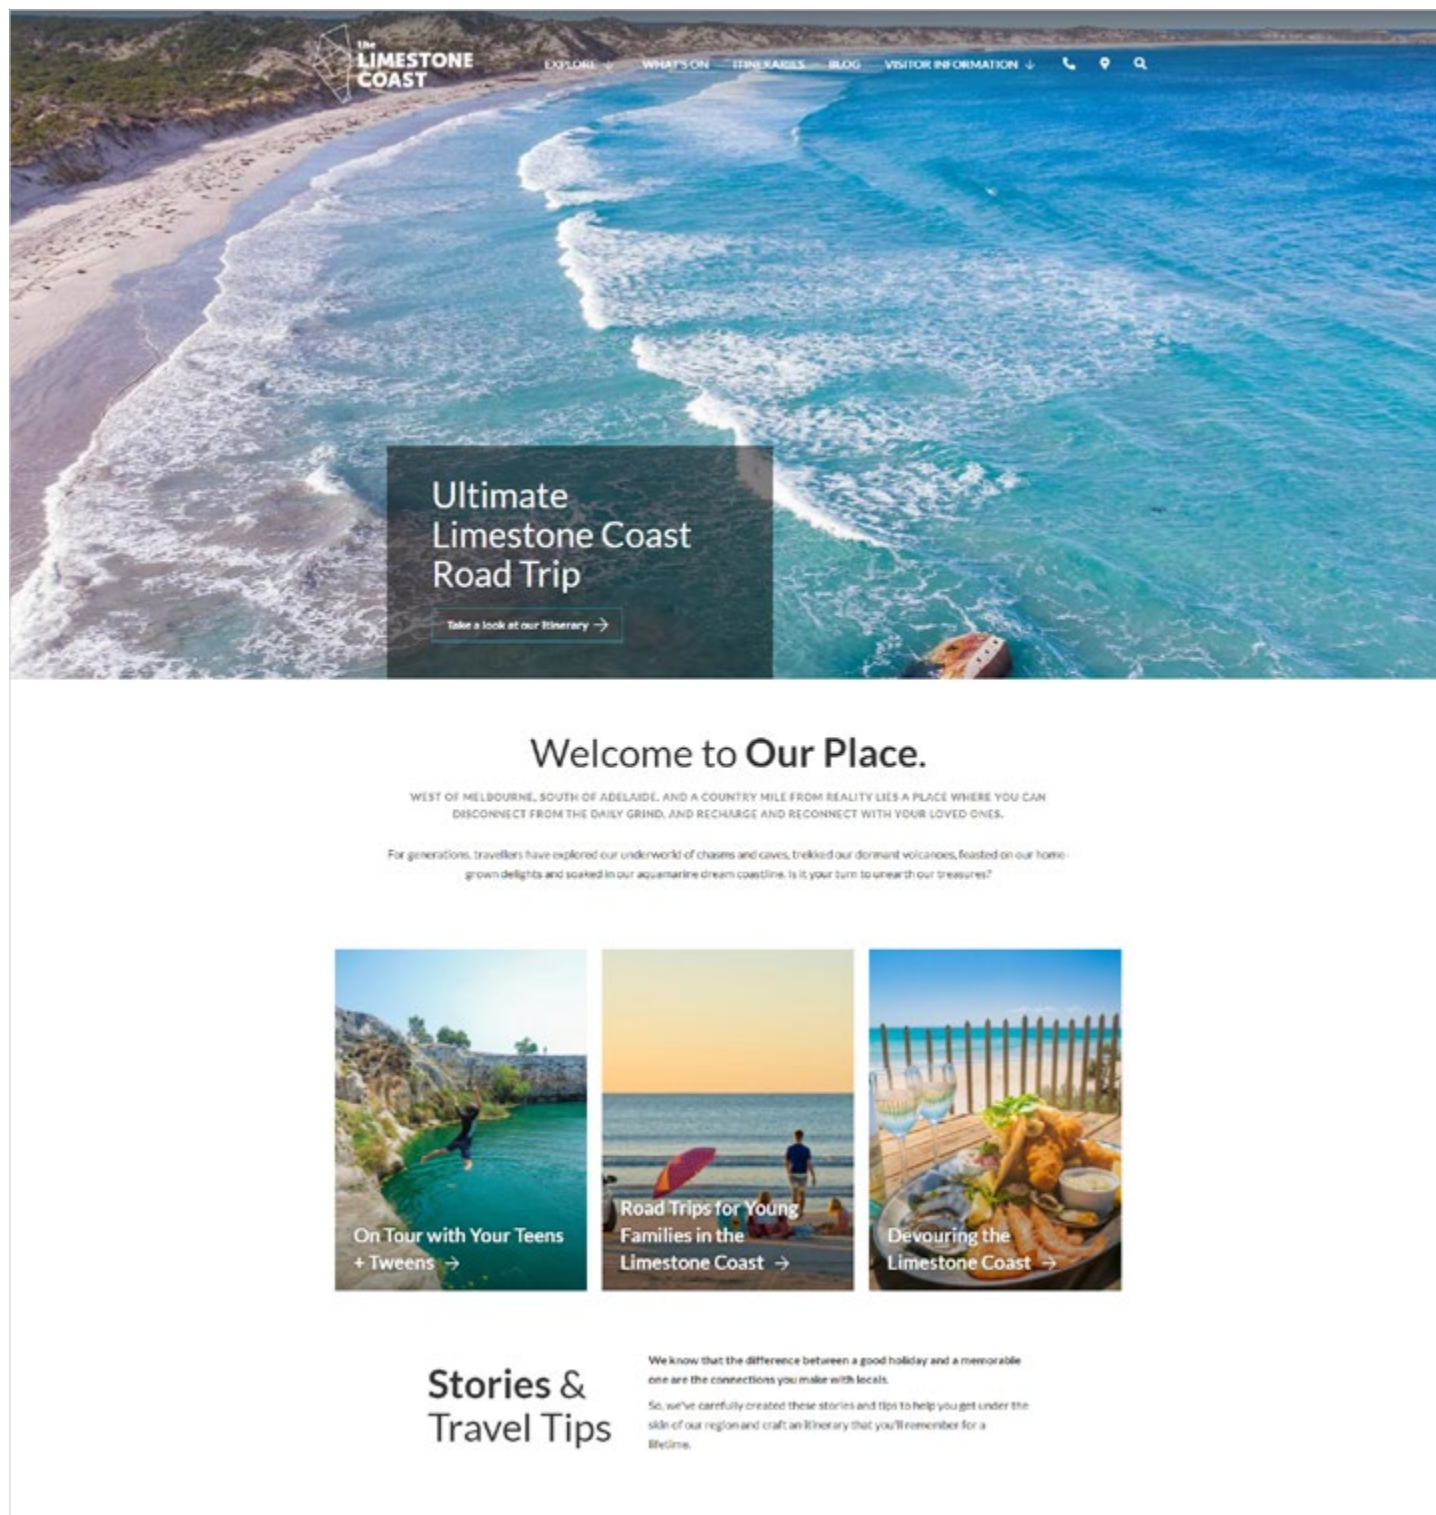 the
LIMESTONE
COAST
EXPLORE WHAT'S ON ITINERARIES BLOG VISITOR INFORMATION
Ultimate
Limestone Coast
Road Trip
Take a look at our Itinerary
Welcome to Our Place.
WEST OF MELBOURNE, SOUTH OF ADELAIDE, AND A COUNTRY MILE FROM REALITY LIES A PLACE WHERE YOU CAN
DISCONNECT FROM THE DAILY GRIND, AND RECHARGE AND RECONNECT WITH YOUR LOVED ONES.
For generations, travellers have explored our underworld of chasms and caves, trekked our dormant volcanoes, feasted on our home-
grown delights and soaked in our aquamarine dream coastline. Is it your turn to unearth our treasures?
On Tour with Your Teens
+ Tweens
Road Trips for Young
Families in the
Limestone Coast
Devouring the
Limestone Coast
Stories &
Travel Tips
We know that the difference between a good holiday and a memorable
one are the connections you make with locals.
So, we've carefully created these stories and tips to help you get under the
skin of our region and craft an itinerary that you'll remember for a
lifetime.